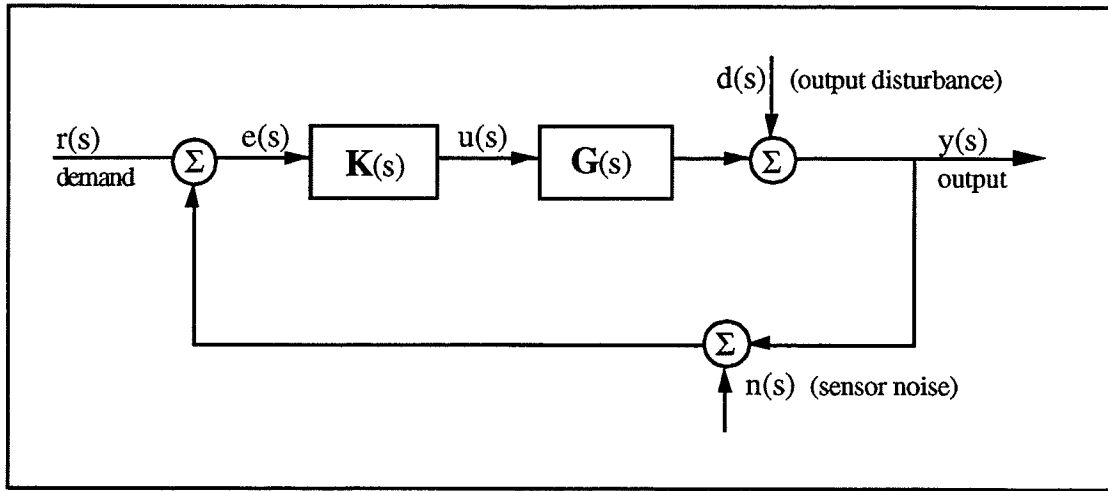 d(s) (output disturbance)
r(s) e(s) K(s) u(s) G(s) Σ y(s)
demand Σ output
Σ
n(s) (sensor noise)